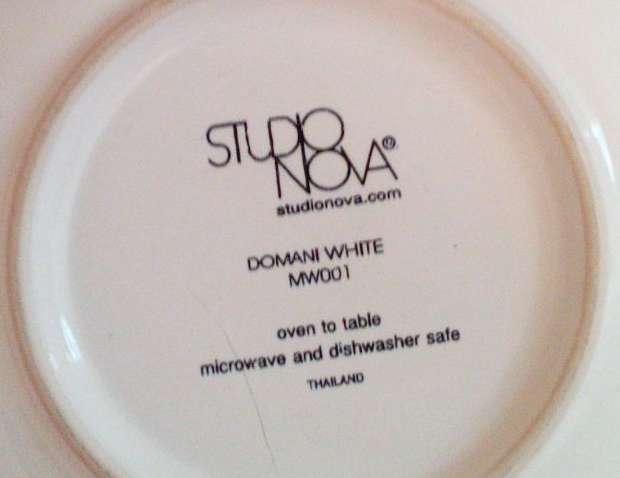 STUDIO
NOVA®
studionova.com
DOMANI WHITE
MW001
oven to table
microwave and dishwasher safe
THAILAND